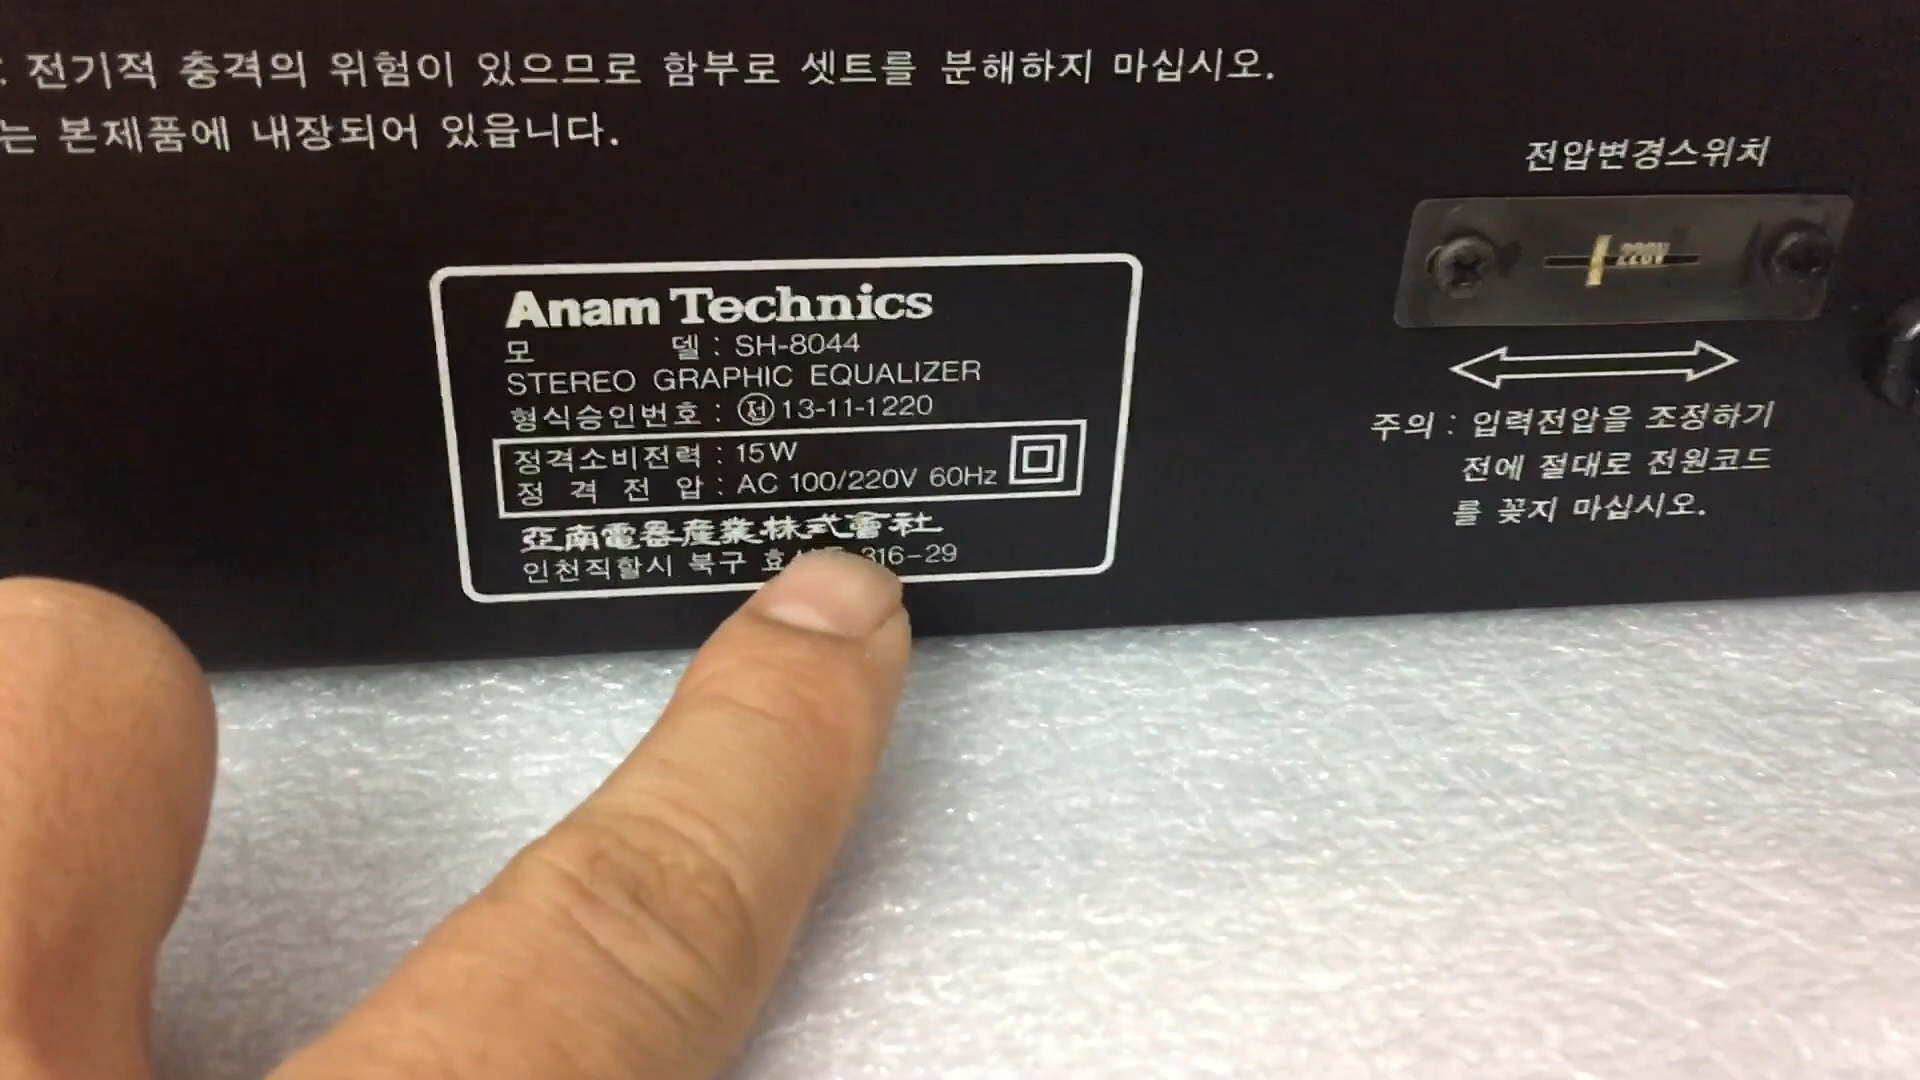 : 전기적 충격의 위험이 있으므로 함부로 셋트를 분해하지 마십시오.
는 본제품에 내장되어 있읍니다.
전압변경스위치
220V
Anam Technics
모 델 : SH-8044
STEREO GRAPHIC EQUALIZER
형식승인번호 : 전 13-11-1220
정격소비전력 : 15W
정 격 전 압 : AC 100/220V 60Hz
亞南電器產業株式會社
인천직할시 북구 316-29
주의 : 입력전압을 조정하기
전에 절대로 전원코드
를 꽂지 마십시오.